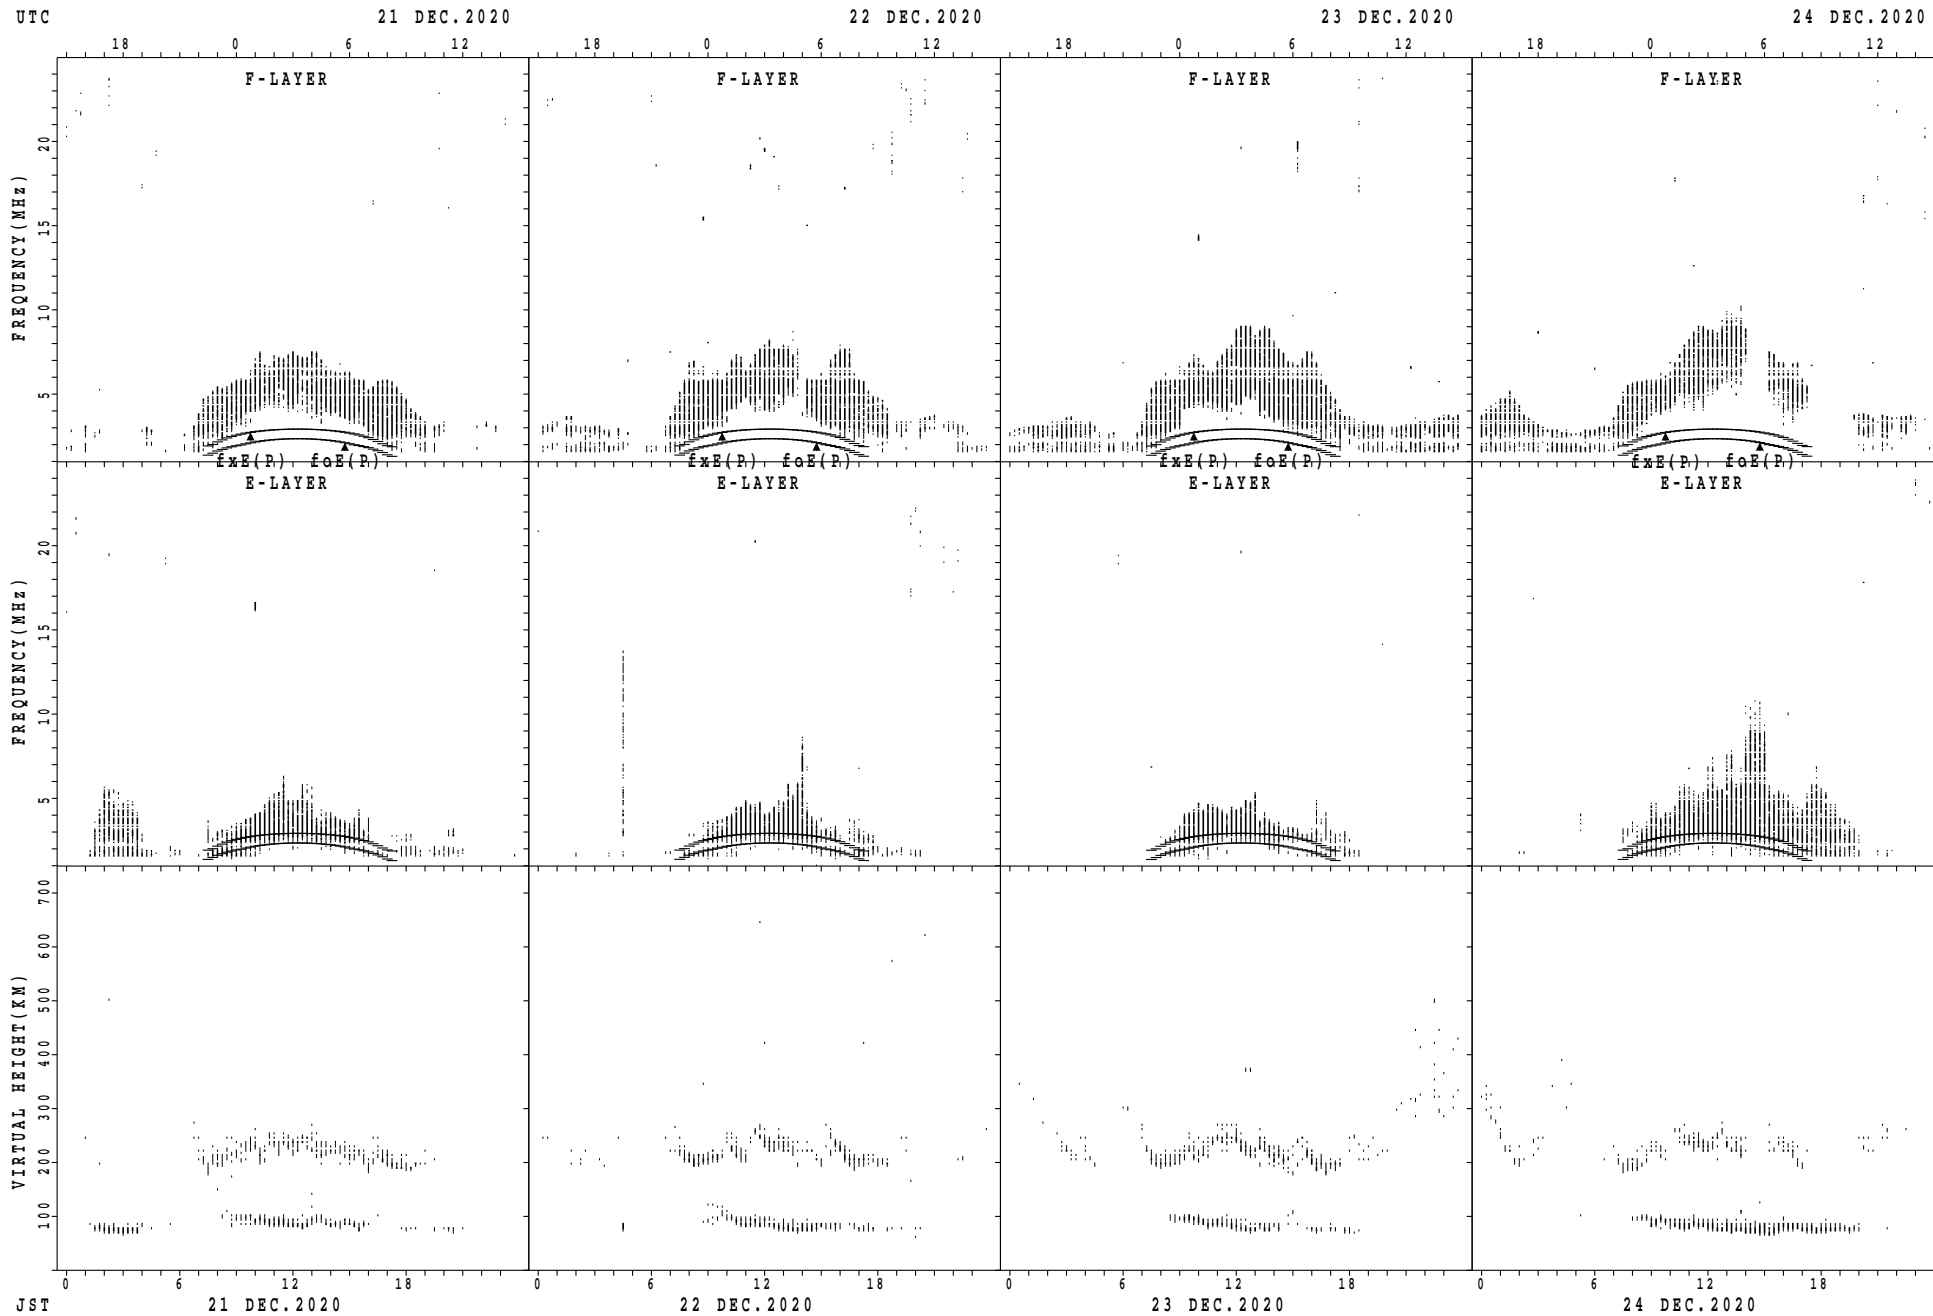 UTC 21 DEC.2020 22 DEC.2020 23 DEC.2020 24 DEC.2020
18 0 6 12 18 0 6 12 18 0 6 12 18 0 6 12
F-LAYER F-LAYER F-LAYER F-LAYER
FREQUENCY(MHz)
20
15
10
5
fxE(P) foE(P) fxE(P) foE(P) fxE(P) foE(P) fxE(P) foE(P)
E-LAYER E-LAYER E-LAYER E-LAYER
FREQUENCY(MHz)
20
15
10
5
VIRTUAL HEIGHT(KM)
700
600
500
400
300
200
100
0 6 12 18 0 6 12 18 0 6 12 18 0 6 12 18
JST 21 DEC.2020 22 DEC.2020 23 DEC.2020 24 DEC.2020